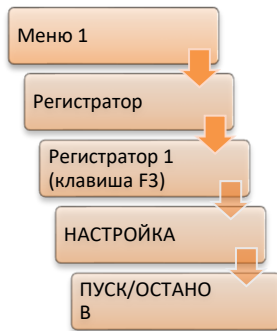 Меню 1
Регистратор
Регистратор 1
(клавиша F3)
НАСТРОЙКА
ПУСК/ОСТАНО
В